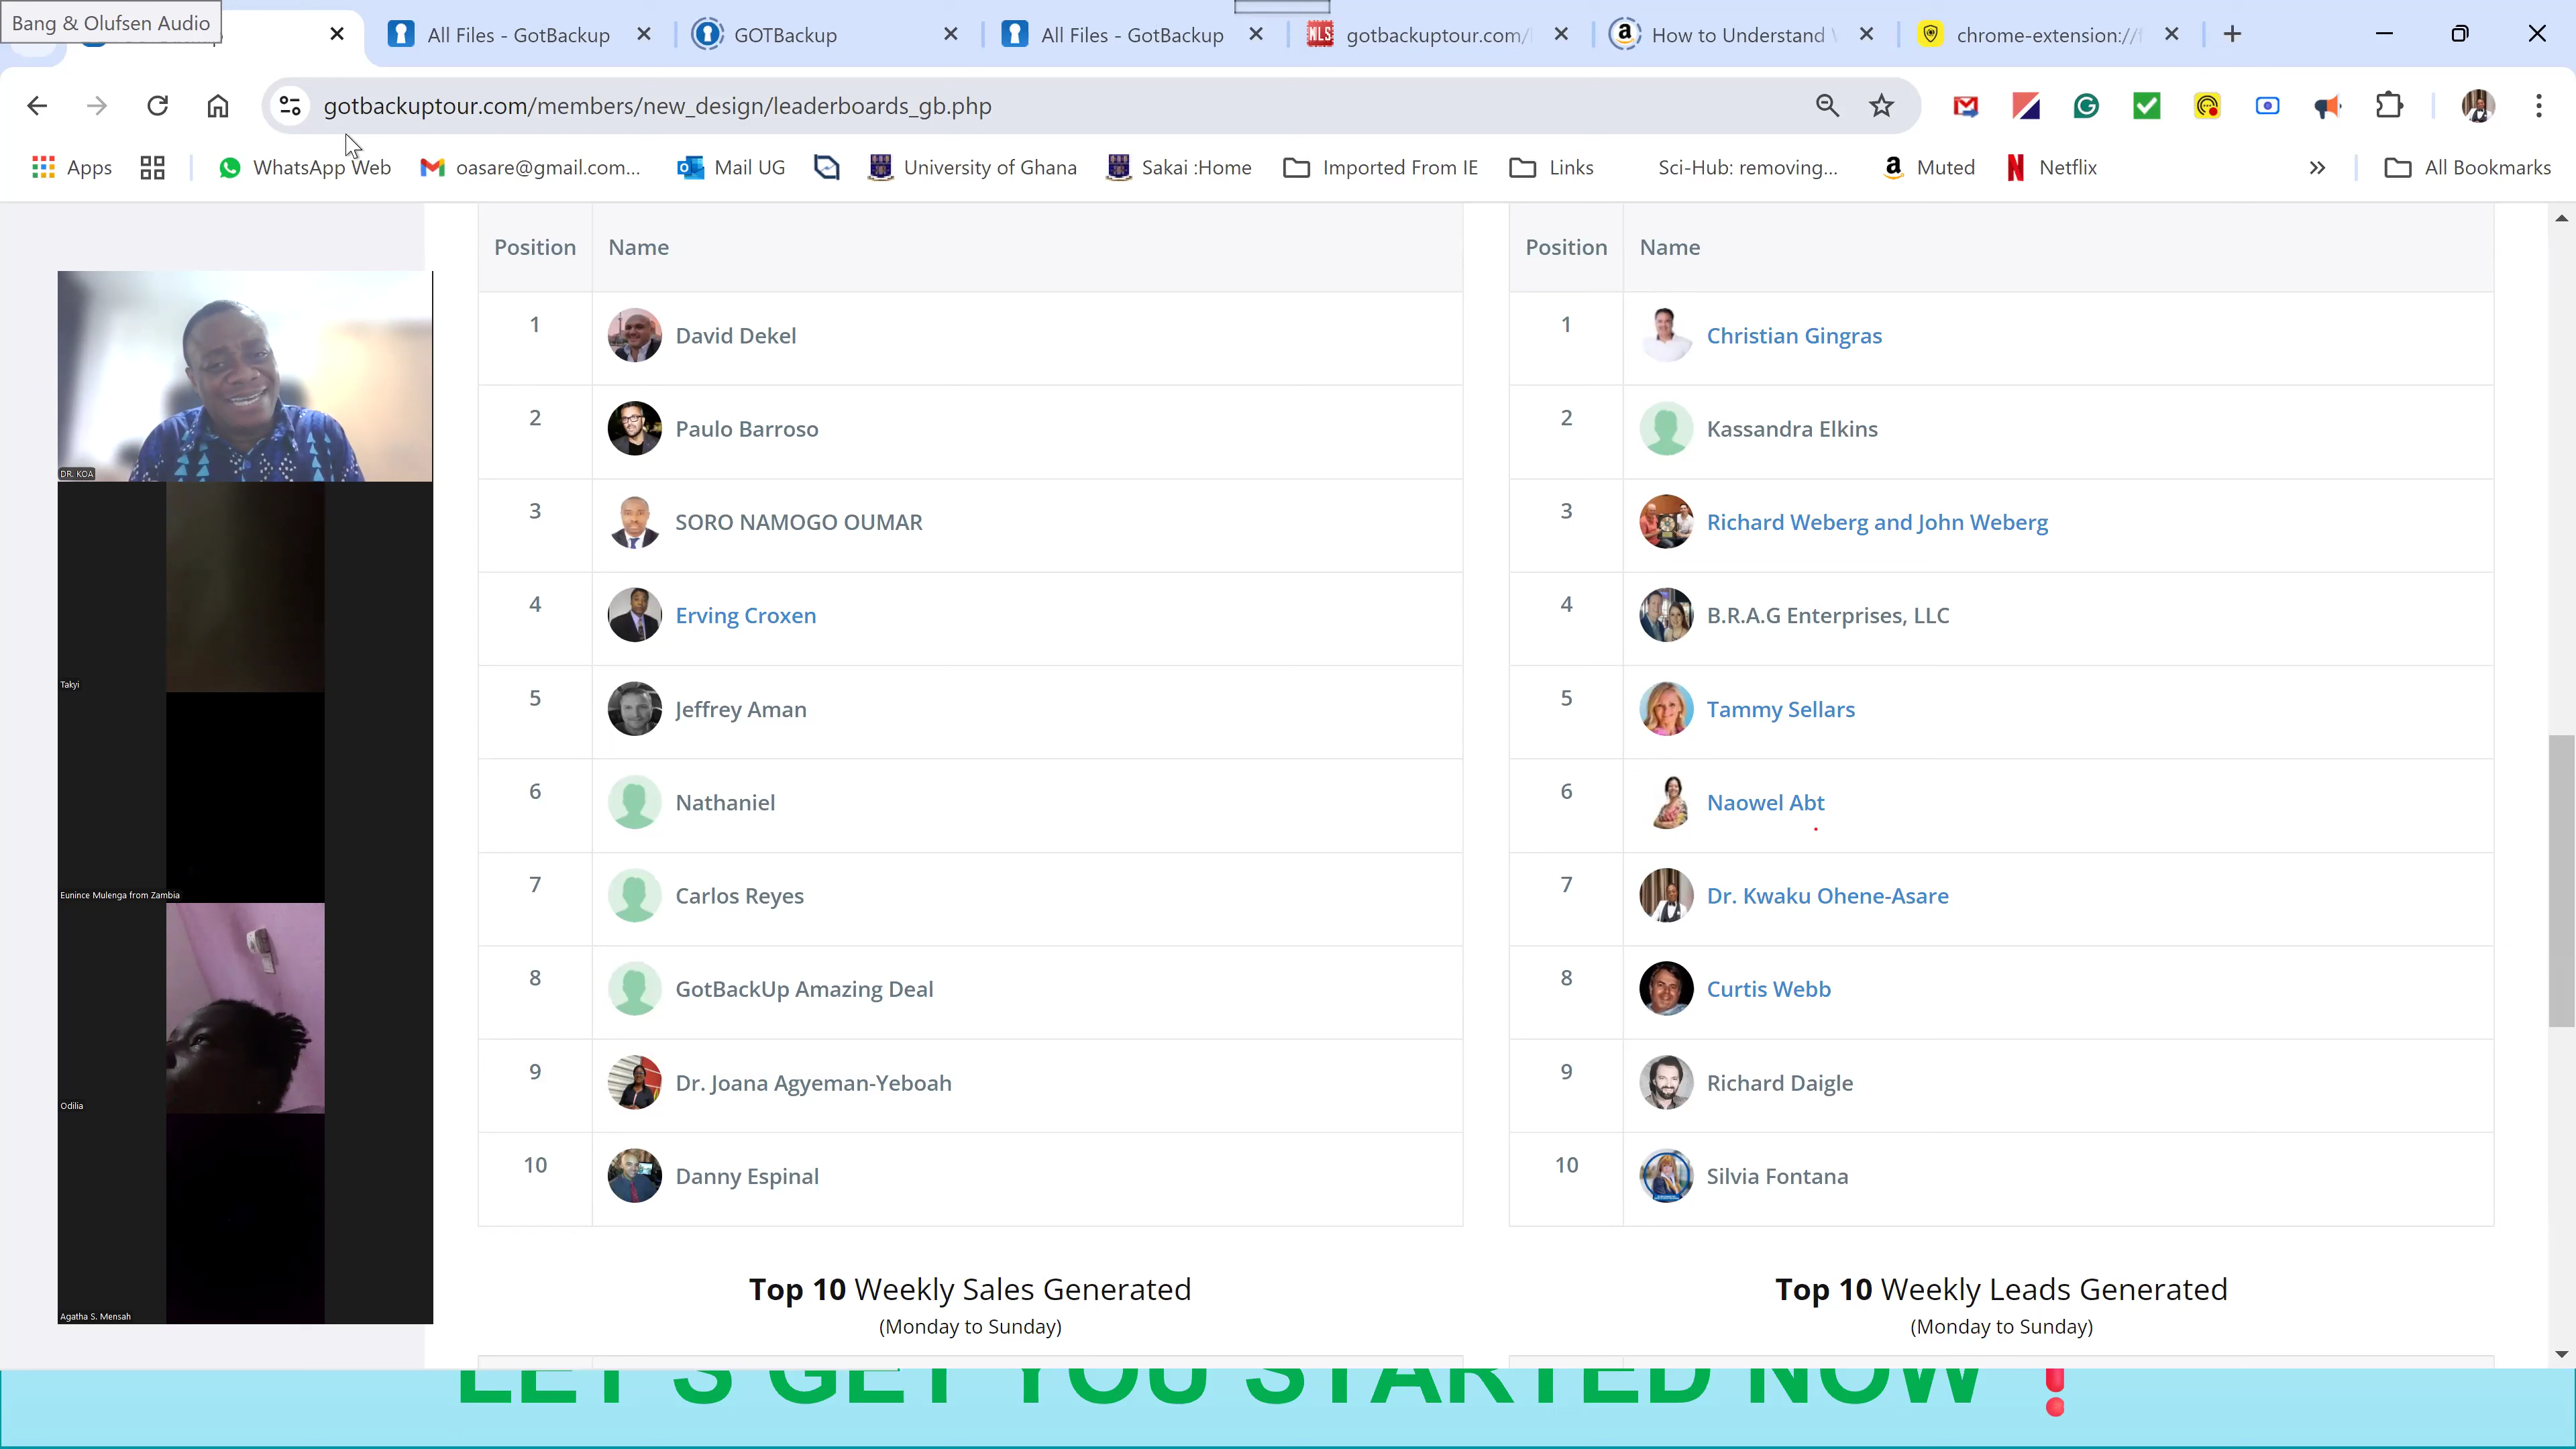 Bang & Olufsen Audio
All Files - GotBackup
GOTBackup
All Files - GotBackup
gotbackuptour.com/
How to Understand
chrome-extension://
gotbackuptour.com/members/new_design/leaderboards_gb.php
Apps
WhatsApp Web
oasare@gmail.com...
Mail UG
University of Ghana
Sakai :Home
Imported From IE
Links
Sci-Hub: removing...
Muted
Netflix
All Bookmarks
DR. KOA
Takyi
Eunince Mulenga from Zambia
Odilia
Agatha S. Mensah
Position Name
1 David Dekel
2 Paulo Barroso
3 SORO NAMOGO OUMAR
4 Erving Croxen
5 Jeffrey Aman
6 Nathaniel
7 Carlos Reyes
8 GotBackUp Amazing Deal
9 Dr. Joana Agyeman-Yeboah
10 Danny Espinal
Top 10 Weekly Sales Generated
(Monday to Sunday)
Position Name
1 Christian Gingras
2 Kassandra Elkins
3 Richard Weberg and John Weberg
4 B.R.A.G Enterprises, LLC
5 Tammy Sellars
6 Naowel Abt
7 Dr. Kwaku Ohene-Asare
8 Curtis Webb
9 Richard Daigle
10 Silvia Fontana
Top 10 Weekly Leads Generated
(Monday to Sunday)
LET'S GET YOU STARTED NOW❗